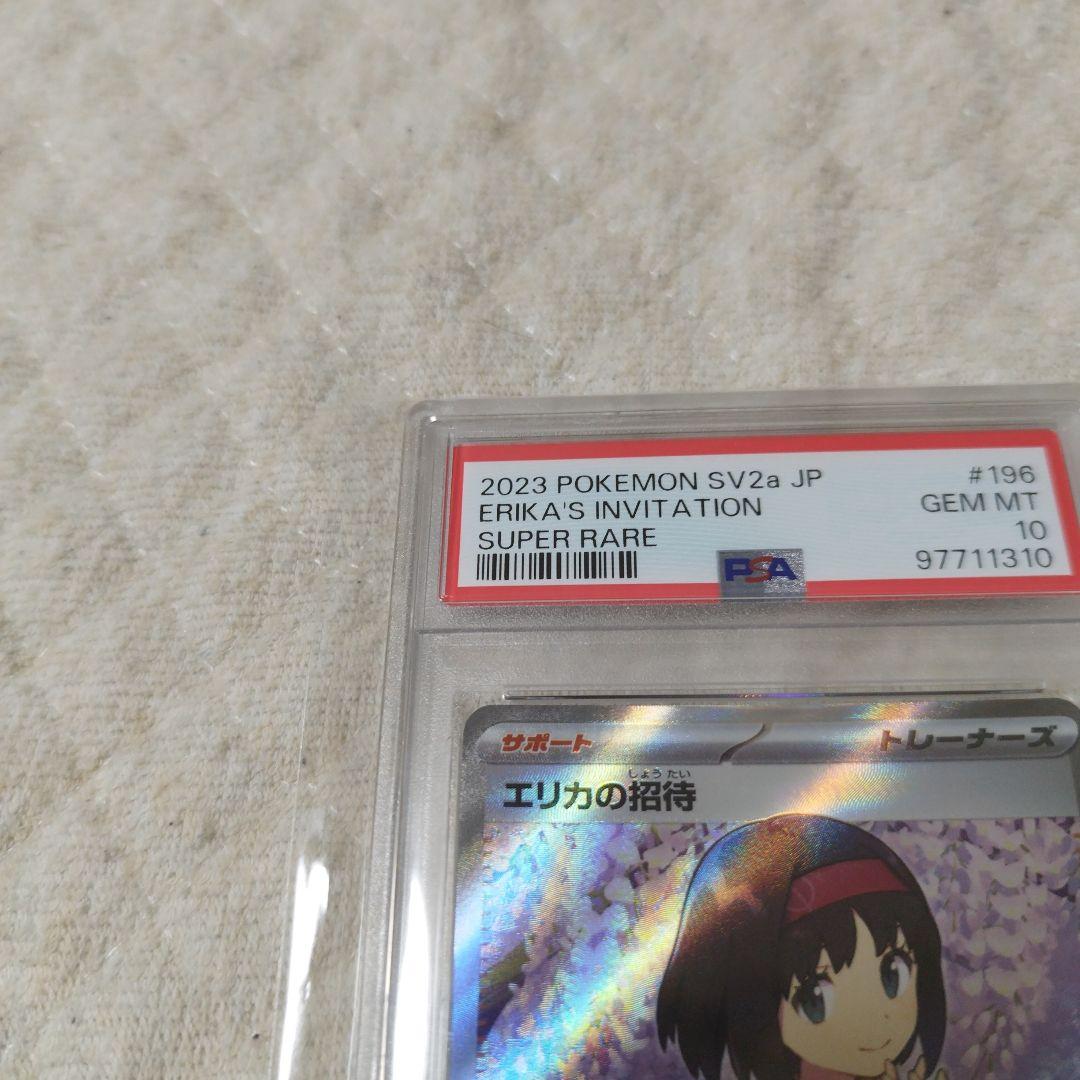 2023 POKEMON SV2a JP #196
ERIKA'S INVITATION GEM MT
SUPER RARE 10
PSA 97711310
サポート トレーナーズ
しょうたい
エリカの招待